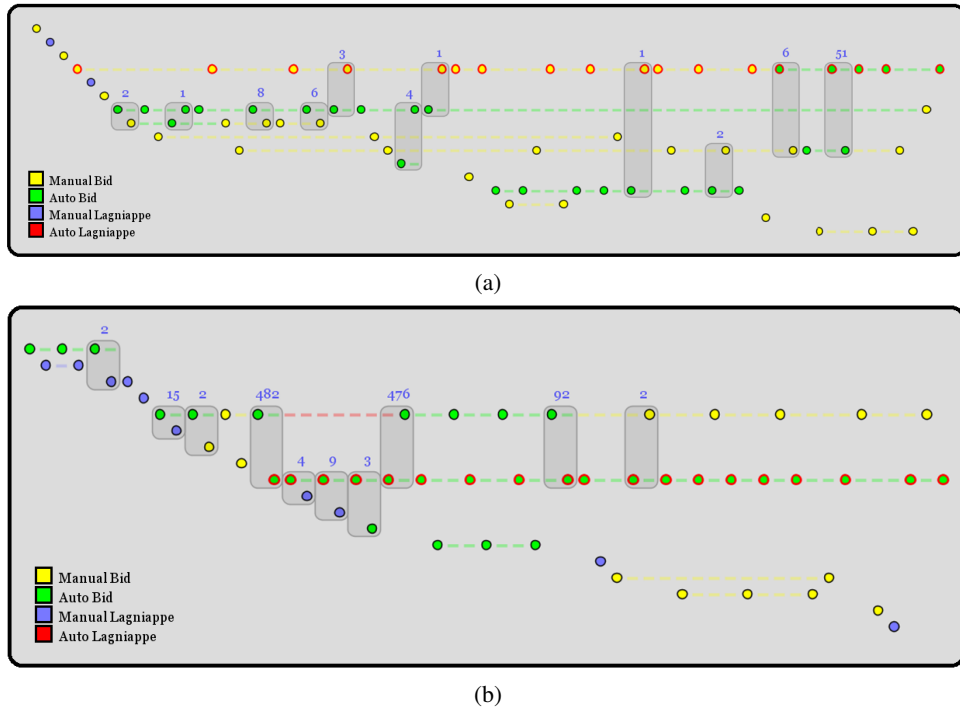 3 1 1 6 51
2 1 8 6 4
2
Manual Bid
Auto Bid
Manual Lagniappe
Auto Lagniappe
(a)
2
15 2 482 476 92 2
4 9 3
Manual Bid
Auto Bid
Manual Lagniappe
Auto Lagniappe
(b)